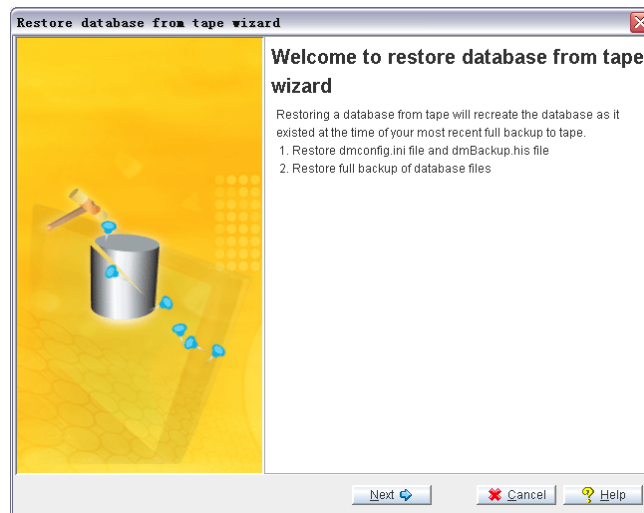 Restore database from tape wizard
Welcome to restore database from tape
wizard
Restoring a database from tape will recreate the database as it
existed at the time of your most recent full backup to tape.
1. Restore dmconfig.ini file and dmBackup.his file
2. Restore full backup of database files
Next
Cancel
Help